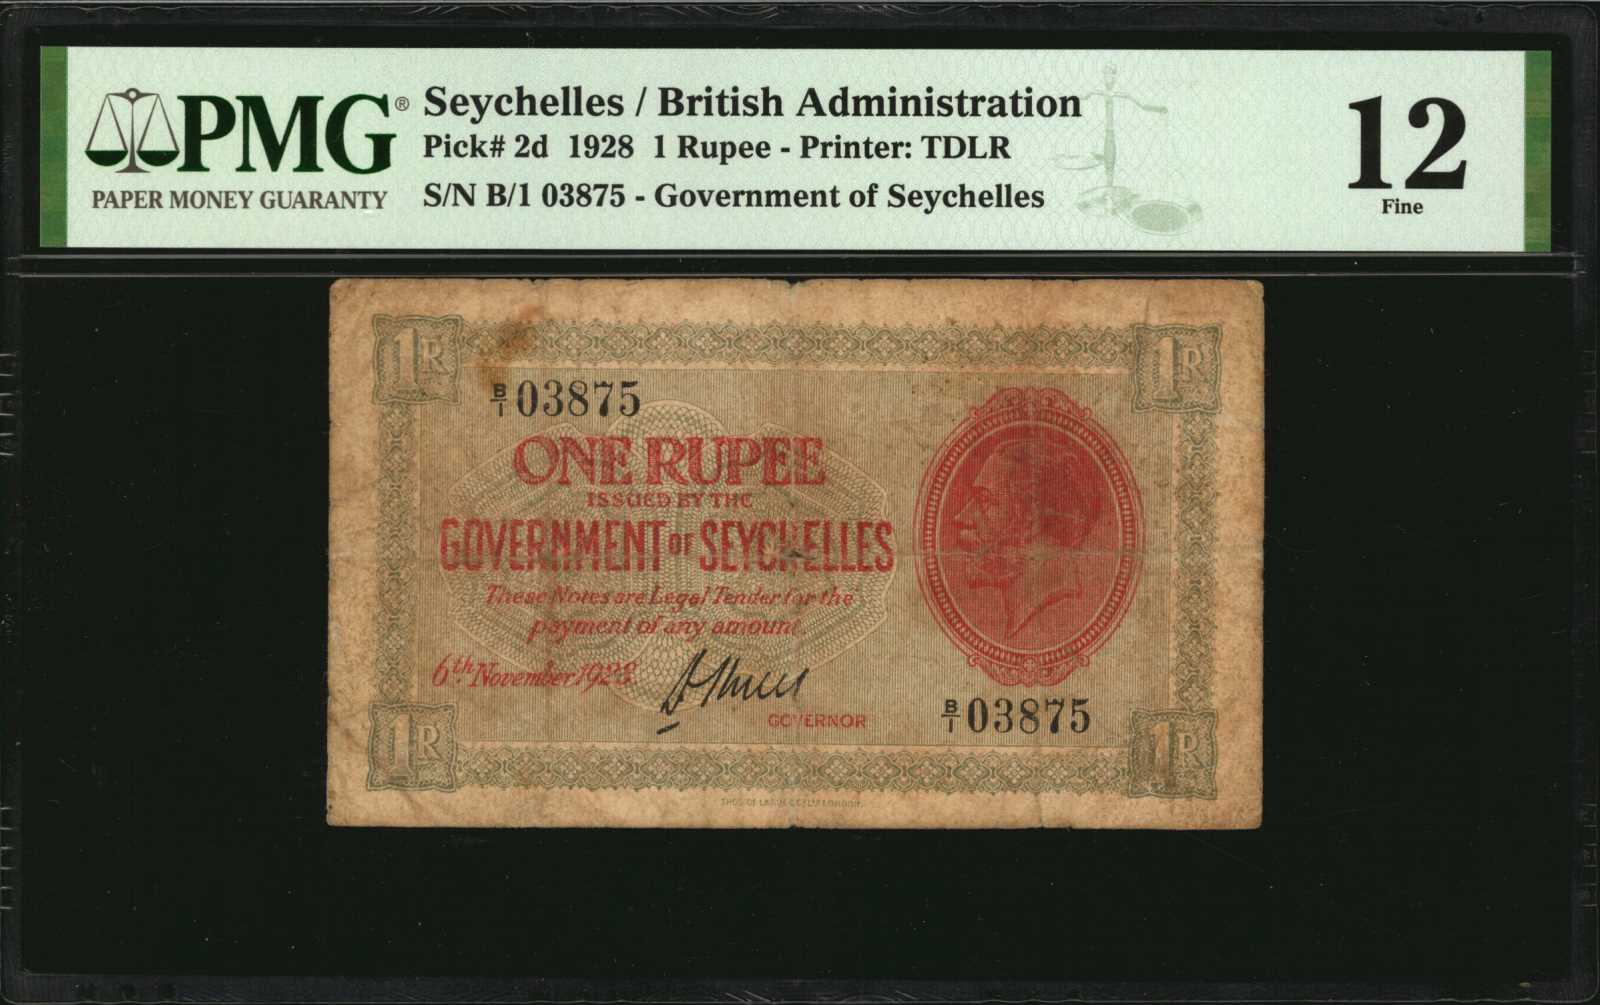 PMG®
PAPER MONEY GUARANTY
Seychelles / British Administration
Pick# 2d 1928 1 Rupee - Printer: TDLR
S/N B/1 03875 - Government of Seychelles
12
Fine
1R
1R
B/1 03875
ONE RUPEE
ISSUED BY THE
GOVERNMENT OF SEYCHELLES
These Notes are Legal Tender for the
payment of any amount.
6th November 1928.
GOVERNOR
B/1 03875
1R
1R
LONDON.